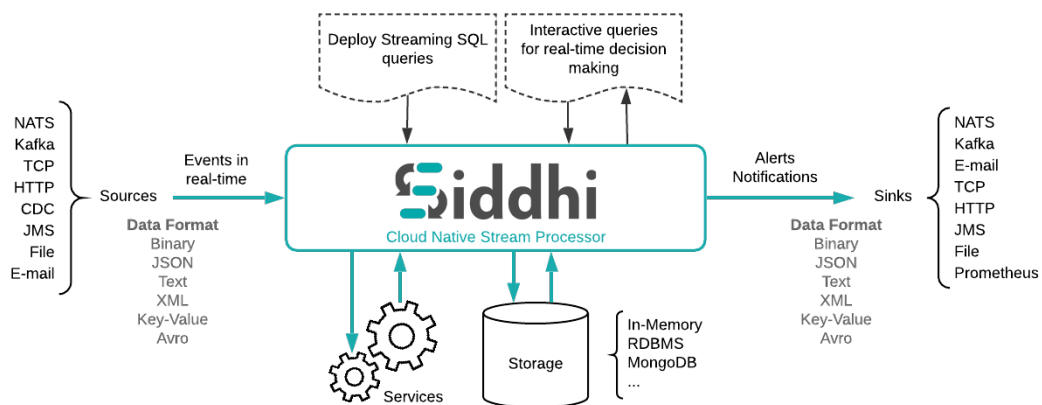 Deploy Streaming SQL
queries
Interactive queries
for real-time decision
making
NATS
Kafka
TCP
HTTP
CDC
JMS
File
E-mail
Sources
Events in
real-time
Data Format
Binary
JSON
Text
XML
Key-Value
Avro
Siddhi
Cloud Native Stream Processor
Alerts
Notifications
Data Format
Binary
JSON
Text
XML
Key-Value
Avro
Sinks
NATS
Kafka
E-mail
TCP
HTTP
JMS
File
Prometheus
Services
Storage
In-Memory
RDBMS
MongoDB
...